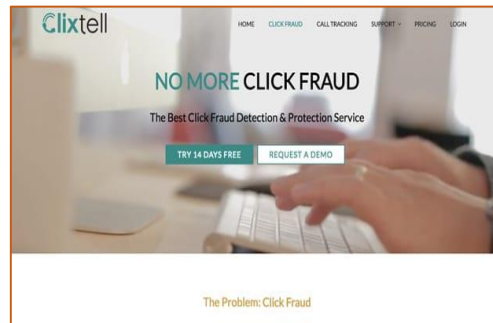 Clixtell
HOME CLICK FRAUD CALL TRACKING SUPPORT PRICING LOGIN
NO MORE CLICK FRAUD
The Best Click Fraud Detection & Protection Service
TRY 14 DAYS FREE REQUEST A DEMO
The Problem: Click Fraud